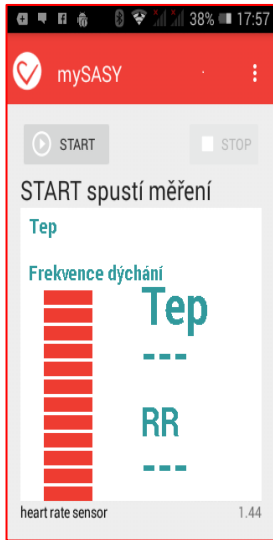 38% 17:57
mySASY
START STOP
START spustí měření
Tep
Frekvence dýchání
Tep
---
RR
---
heart rate sensor 1.44